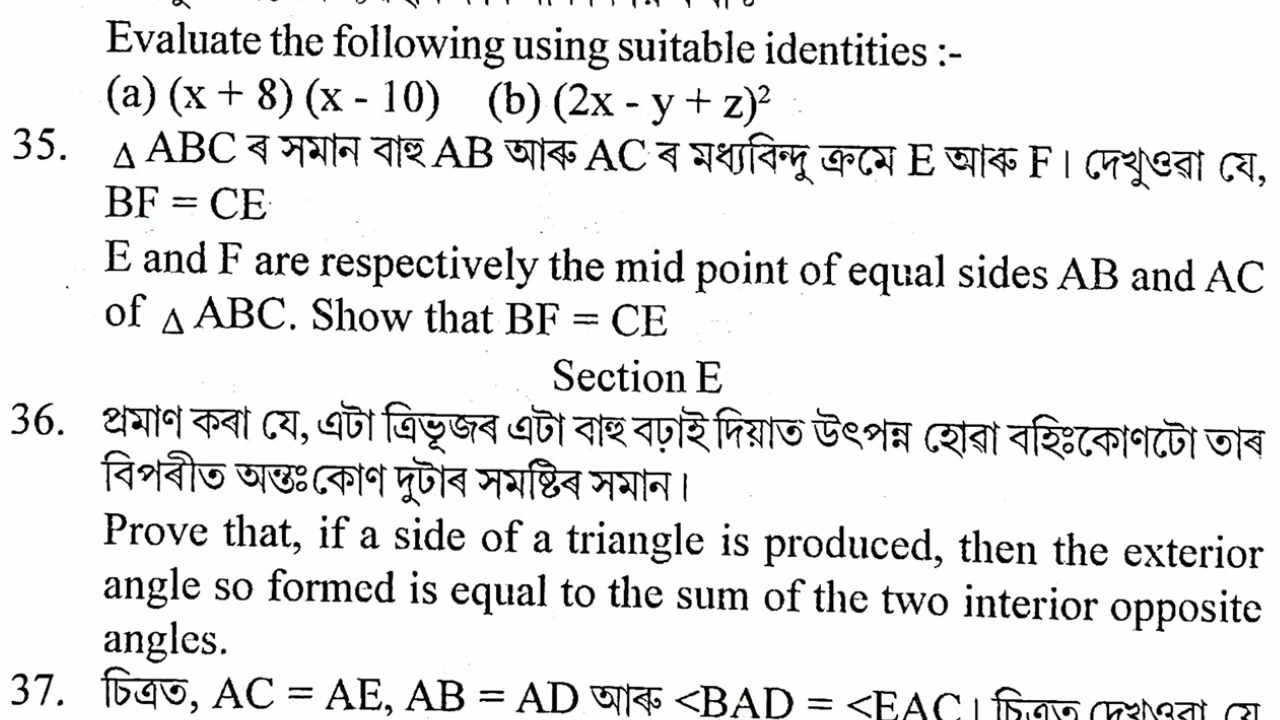 Evaluate the following using suitable identities :-
(a) (x + 8) (x - 10) (b) (2x - y + z)²
35. △ ABC ৰ সমান বাহু AB আৰু AC ৰ মধ্যবিন্দু ক্ৰমে E আৰু F। দেখুওৱা যে,
BF = CE
E and F are respectively the mid point of equal sides AB and AC
of △ ABC. Show that BF = CE
Section E
36. প্ৰমাণ কৰা যে, এটা ত্ৰিভূজৰ এটা বাহু বঢ়াই দিয়াত উৎপন্ন হোৱা বহিঃকোণটো তাৰ
বিপৰীত অন্তঃকোণ দুটাৰ সমষ্টিৰ সমান।
Prove that, if a side of a triangle is produced, then the exterior
angle so formed is equal to the sum of the two interior opposite
angles.
37. চিত্ৰত, AC = AE, AB = AD আৰু <BAD = <EAC। চিত্ৰত দেখুওৱা যে